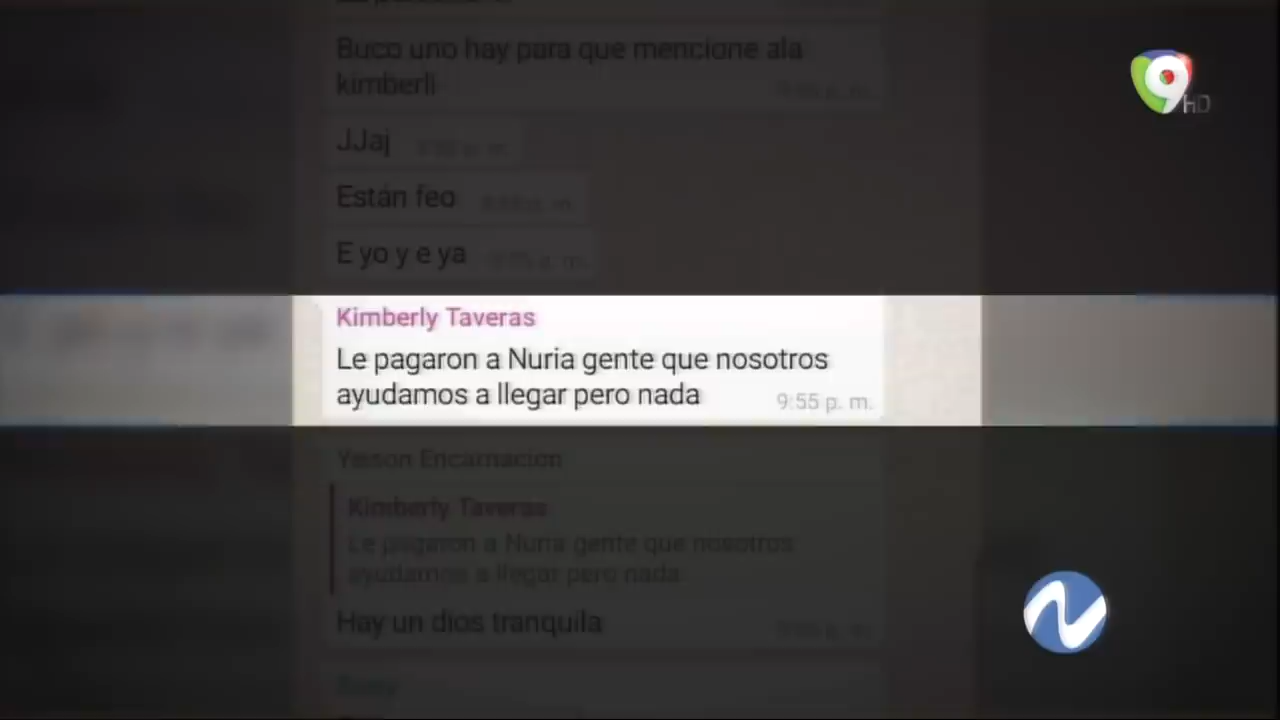 Buco uno hay para que mencione ala
kimberli
9
HD
JJaj
Están feo
E yo y e ya
Kimberly Taveras
Le pagaron a Nuria gente que nosotros
ayudamos a llegar pero nada
9:55 p. m.
Encarnacion
Kimberly Taveras
Le pagaron a Nuria gente que nosotros
ayudamos a llegar pero nada
Hay un dios tranquila